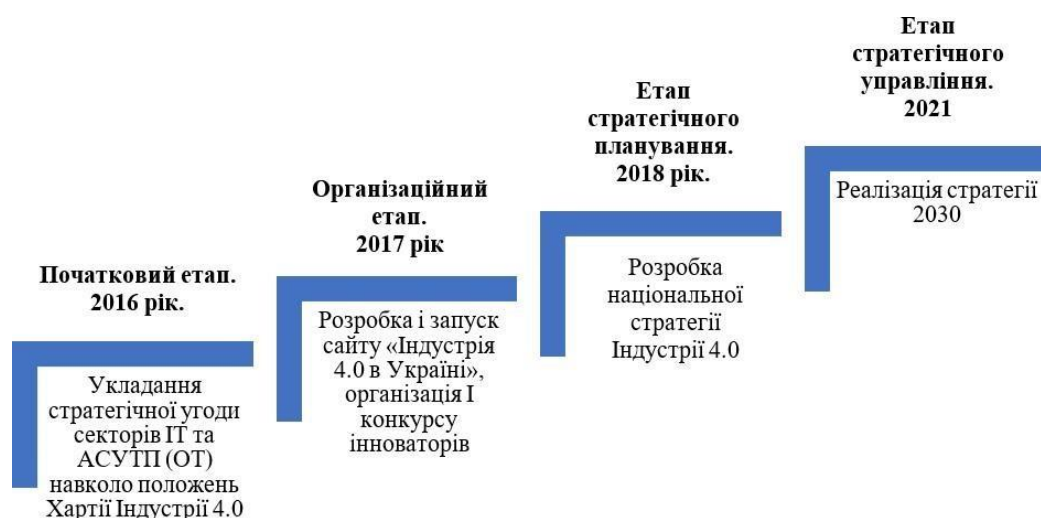 Початковий етап.
2016 рік.
Укладання
стратегічної угоди
секторів ІТ та
АСУТП (ОТ)
навколо положень
Хартії Індустрії 4.0
Організаційний
етап.
2017 рік
Розробка і запуск
сайту «Індустрія
4.0 в Україні»,
організація І
конкурсу
інноваторів
Етап
стратегічного
планування.
2018 рік.
Розробка
національної
стратегії
Індустрії 4.0
Етап
стратегічного
управління.
2021
Реалізація стратегії
2030